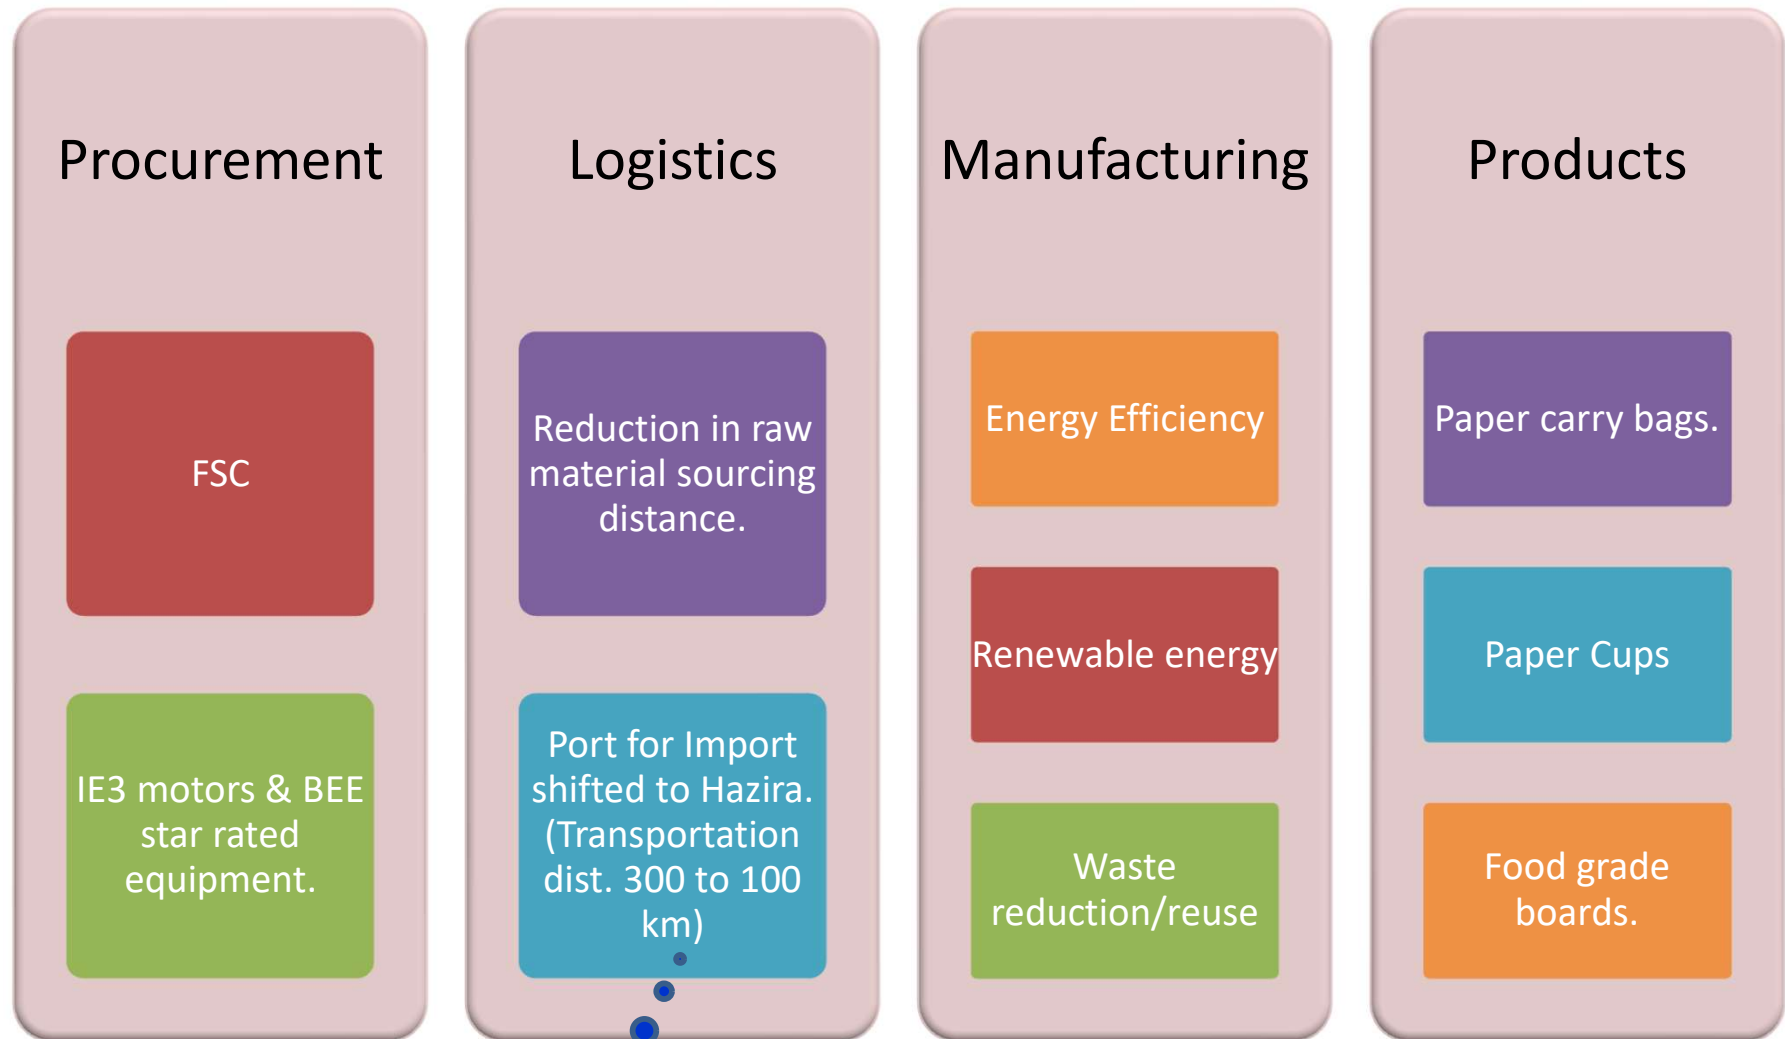 Procurement
FSC
IE3 motors & BEE
star rated
equipment.
Logistics
Reduction in raw
material sourcing
distance.
Port for Import
shifted to Hazira.
(Transportation
dist. 300 to 100
km)
Manufacturing
Energy Efficiency
Renewable energy
Waste
reduction/reuse
Products
Paper carry bags.
Paper Cups
Food grade
boards.